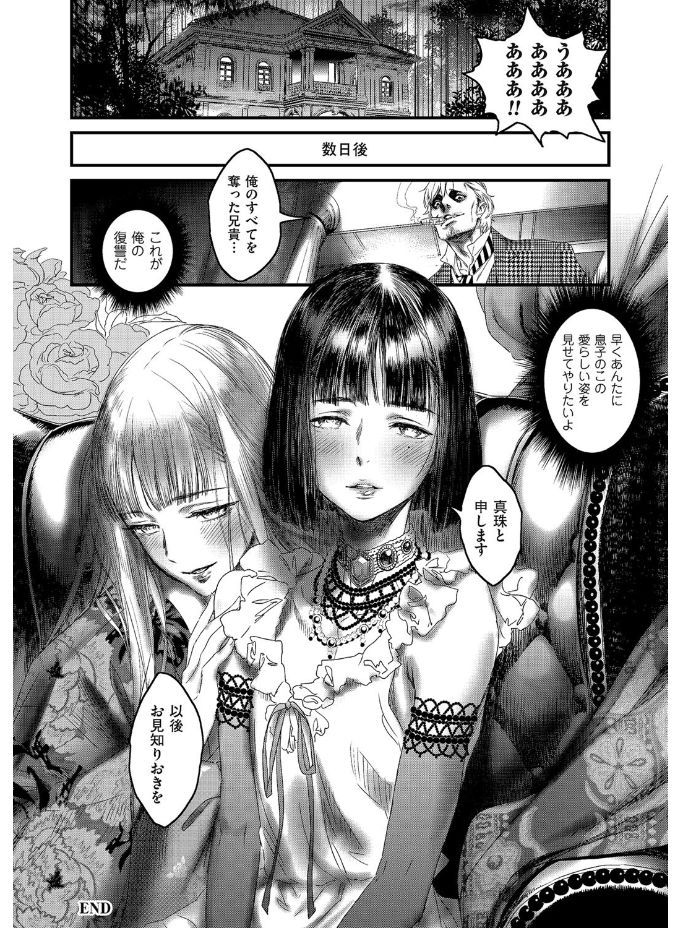 うあああ
ああああ
あああ!!
数日後
俺のすべてを
奪った兄貴…
これが
俺の
復讐だ
早くあんたに
息子のこの
愛らしい姿を
見せてやりたいよ
真珠と
申します
以後
お見知りおきを
END